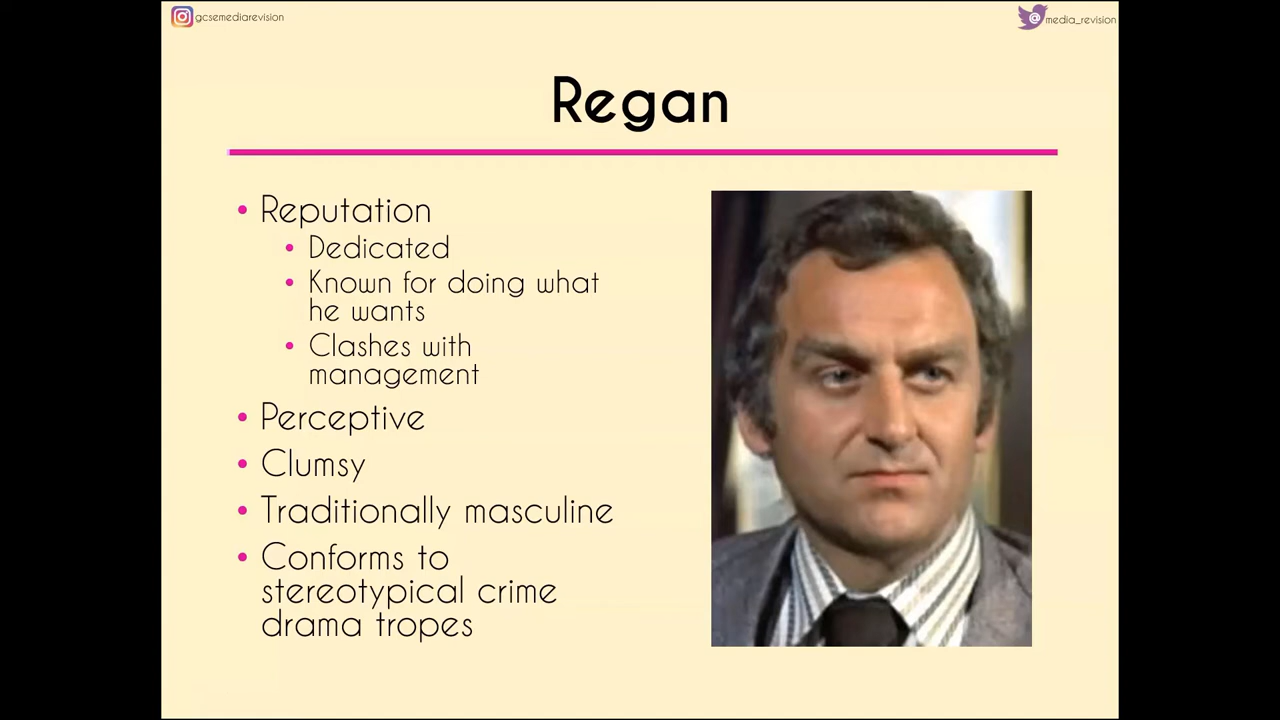 gcsemediarevision
media_revision
Regan
• Reputation
• Dedicated
• Known for doing what
he wants
• Clashes with
management
• Perceptive
• Clumsy
• Traditionally masculine
• Conforms to
stereotypical crime
drama tropes